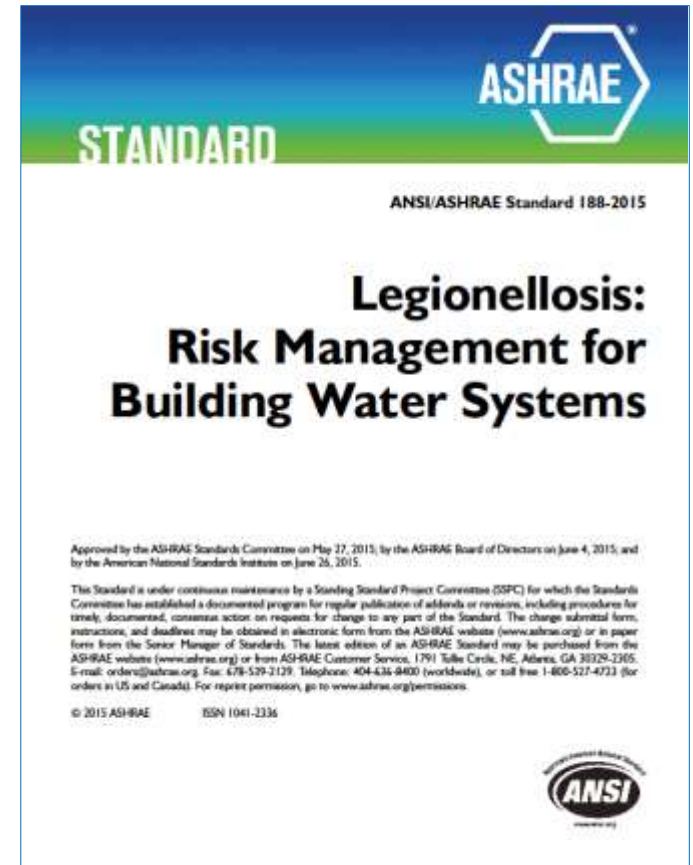 ASHRAE®
STANDARD
ANSI/ASHRAE Standard 188-2015
Legionellosis:
Risk Management for
Building Water Systems
Approved by the ASHRAE Standards Committee on May 27, 2015; by the ASHRAE Board of Directors on June 4, 2015; and
by the American National Standards Institute on June 26, 2015.
This Standard is under continuous maintenance by a Standing Standard Project Committee (SSPC) for which the Standards
Committee has established a documented program for regular publication of addenda or revisions, including procedures for
timely, documented, consensus action on requests for change to any part of the Standard. The change submittal form,
instructions, and deadlines may be obtained in electronic form from the ASHRAE website (www.ashrae.org) or in paper
form from the Senior Manager of Standards. The latest edition of an ASHRAE Standard may be purchased from the
ASHRAE website (www.ashrae.org) or from ASHRAE Customer Service, 1791 Tullie Circle, NE, Atlanta, GA 30329-2305.
E-mail: orders@ashrae.org. Fax: 678-539-2129. Telephone: 404-636-8400 (worldwide), or toll free 1-800-527-4723 (for
orders in US and Canada). For reprint permission, go to www.ashrae.org/permissions.
© 2015 ASHRAE ISSN 1041-2336
ANSI